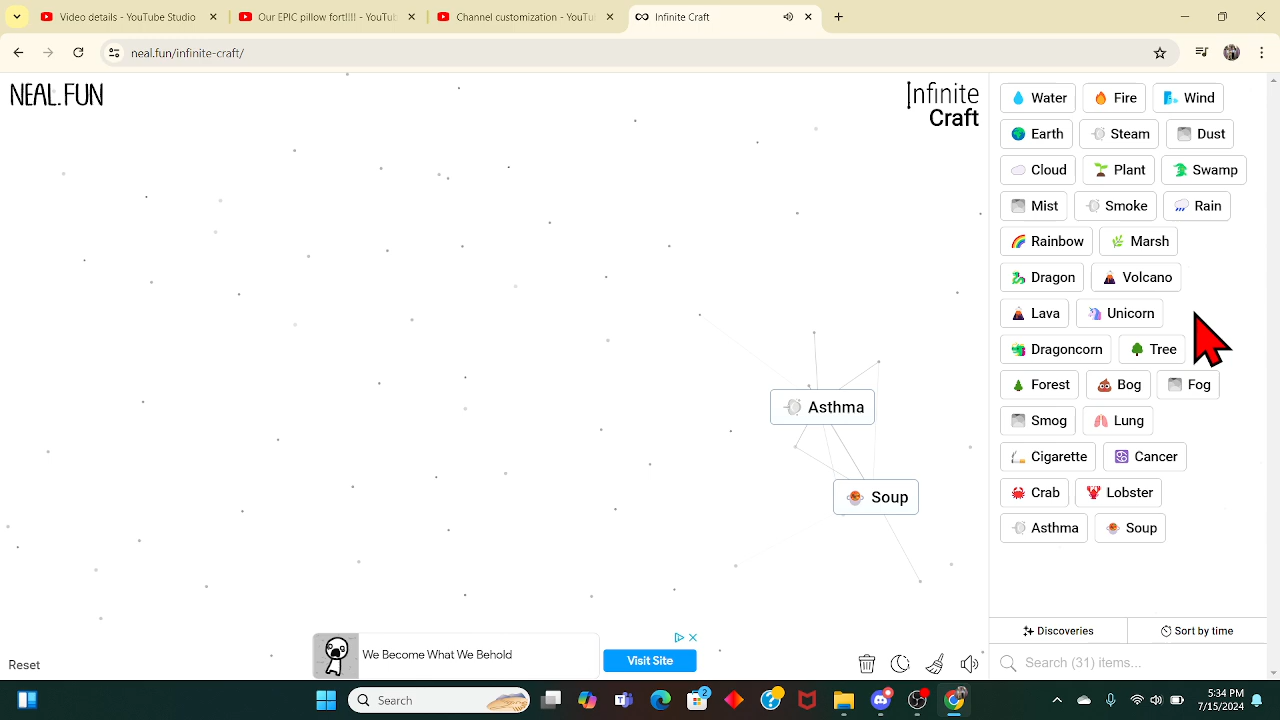 Video details - YouTube Studio
Our EPIC pillow fort!!!! - YouTub
Channel customization - YouTu
Infinite Craft
neal.fun/infinite-craft/
NEAL.FUN
Infinite
Craft
Water Fire Wind
Earth Steam Dust
Cloud Plant Swamp
Mist Smoke Rain
Rainbow Marsh
Dragon Volcano
Lava Unicorn
Dragoncorn Tree
Forest Bog Fog
Smog Lung
Cigarette Cancer
Crab Lobster
Asthma Soup
Asthma
Soup
Discoveries Sort by time
Search (31) items...
We Become What We Behold
Visit Site
Reset
Search
2
5:34 PM
7/15/2024